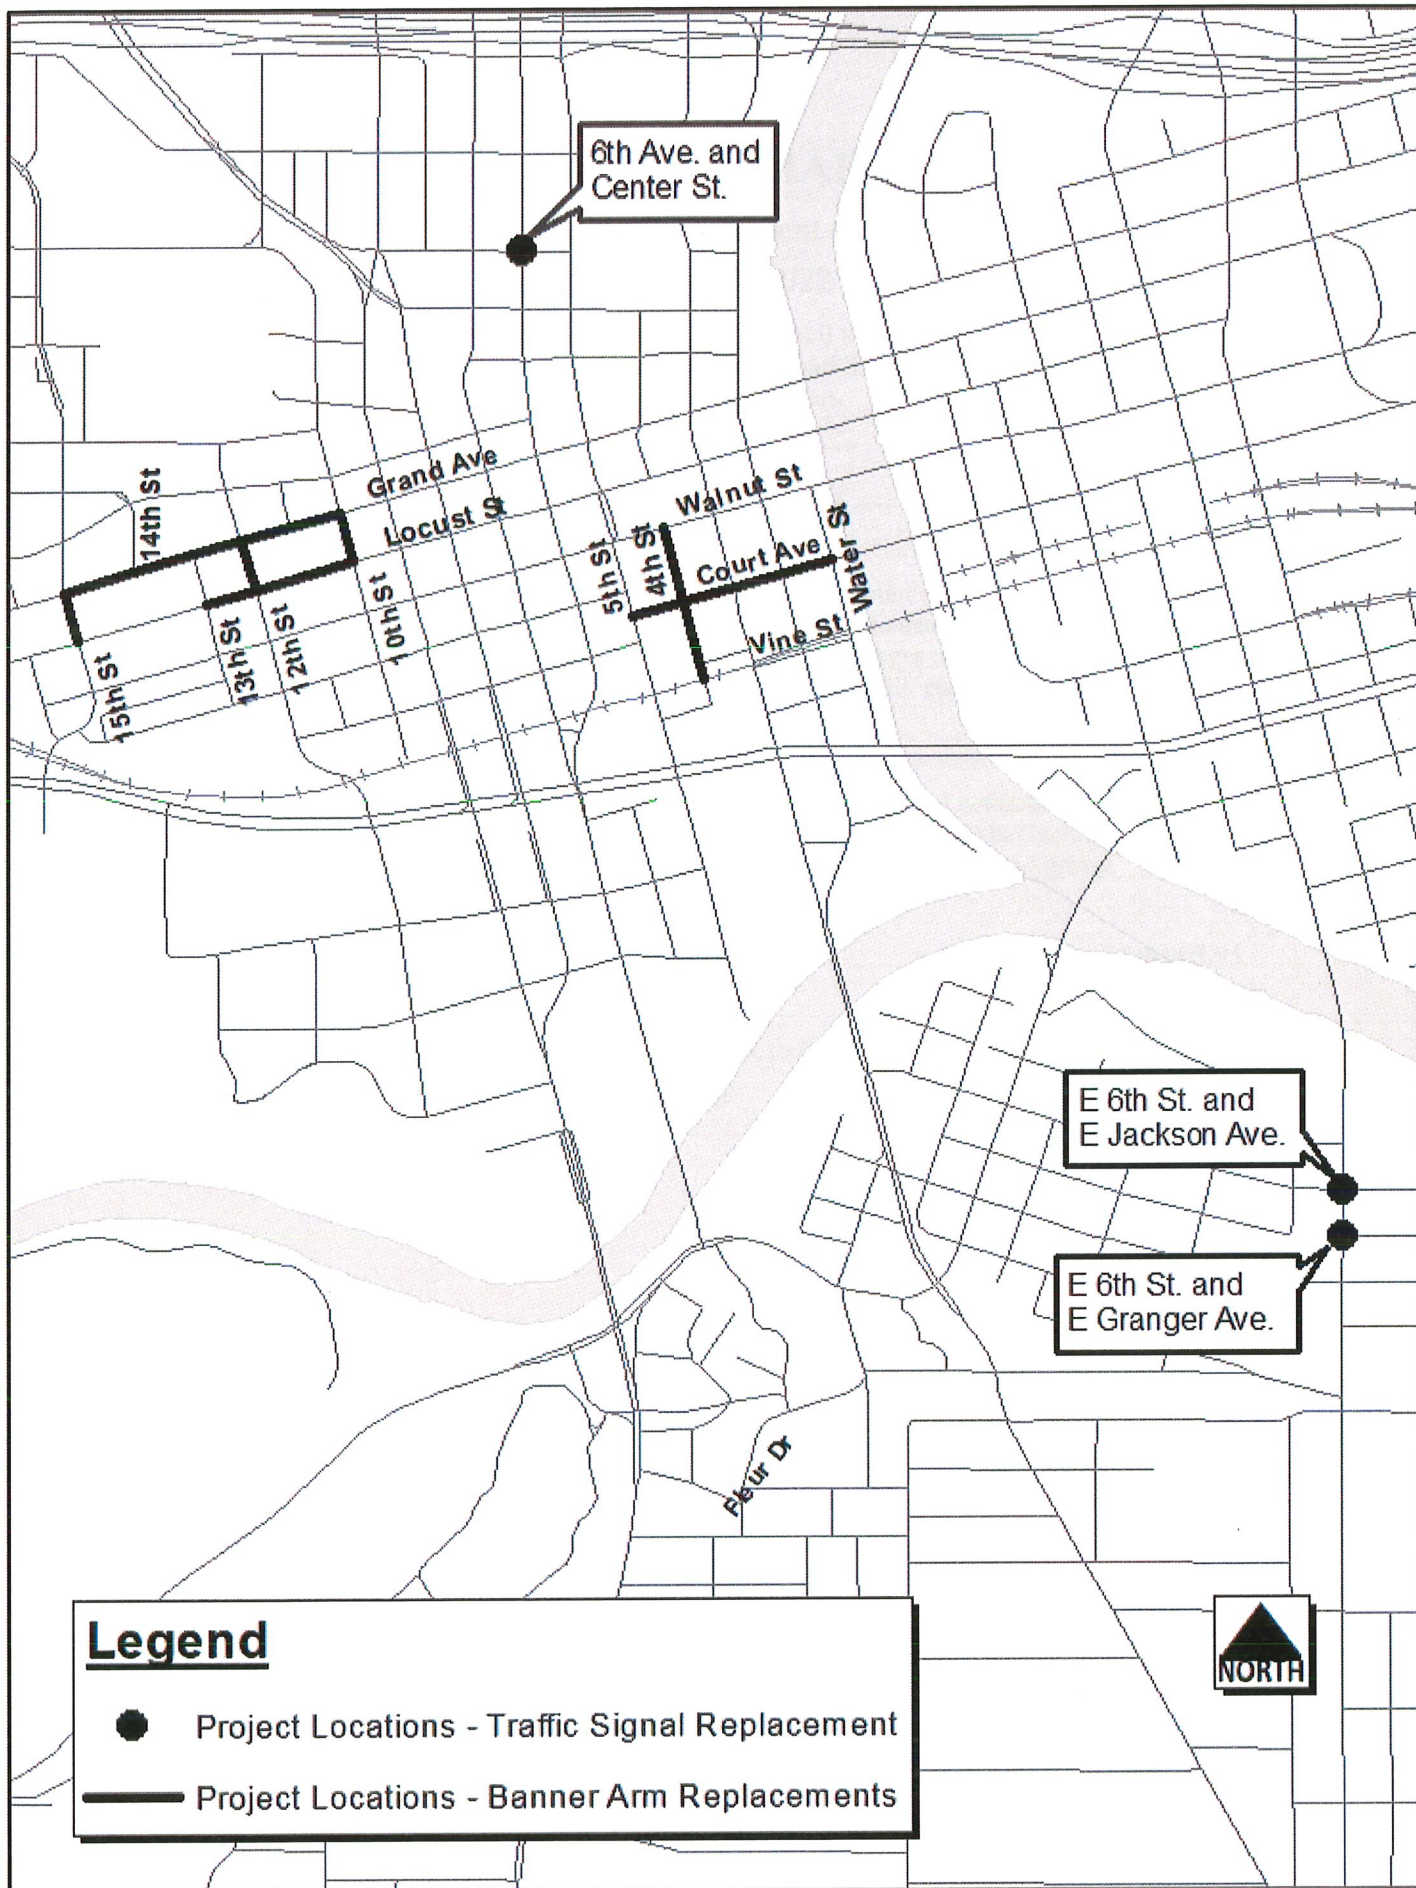 6th Ave. and
Center St.
Grand Ave
Locust St
14th St
Walnut St
Court Ave
Water St
5th St
4th St
Vine St
10th St
12th St
13th St
15th St
E 6th St. and
E Jackson Ave.
E 6th St. and
E Granger Ave.
Fleur Dr
Legend
Project Locations - Traffic Signal Replacement
Project Locations - Banner Arm Replacements
NORTH